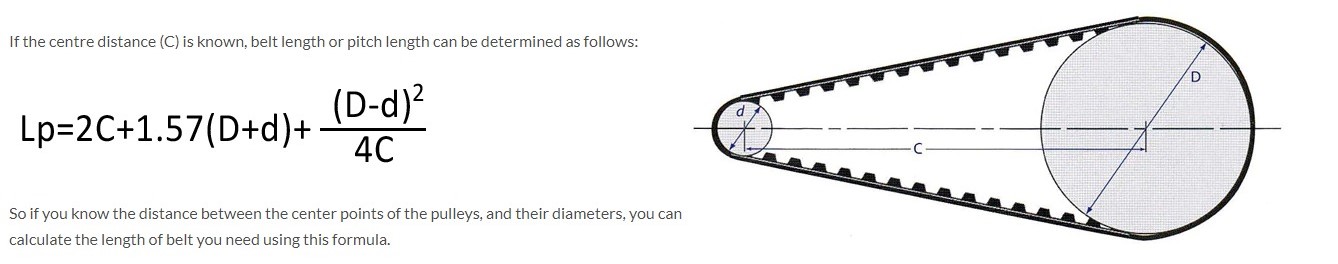 If the centre distance (C) is known, belt length or pitch length can be determined as follows:
Lp=2C+1.57(D+d)+ (D-d)²
4C
So if you know the distance between the center points of the pulleys, and their diameters, you can
calculate the length of belt you need using this formula.
d
D
C